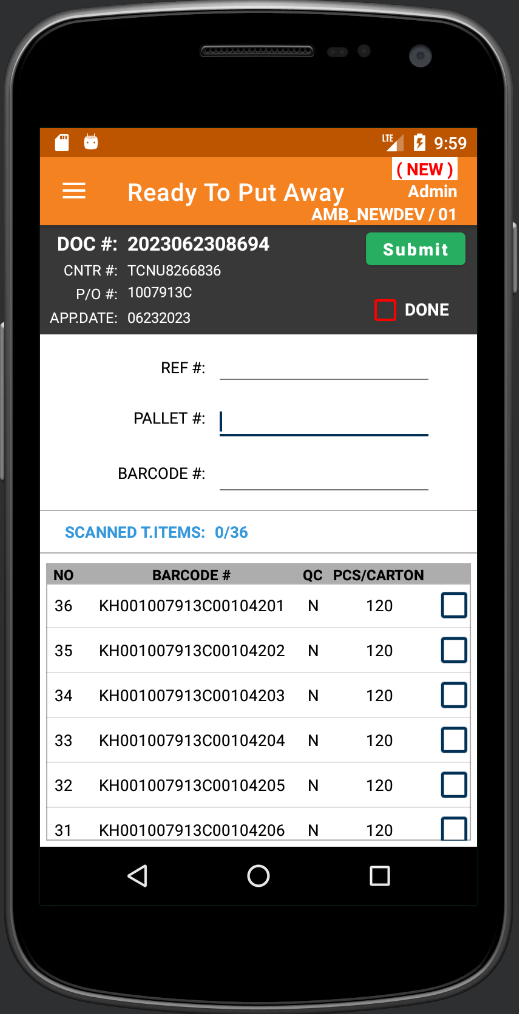 LTE 9:59
( NEW )
Ready To Put Away Admin
AMB_NEWDEV / 01
DOC #: 2023062308694 Submit
CNTR #: TCNU8266836
P/O #: 1007913C
APP.DATE: 06232023 DONE
REF #:
PALLET #:
BARCODE #:
SCANNED T.ITEMS: 0/36
NO BARCODE # QC PCS/CARTON
36 KH001007913C00104201 N 120
35 KH001007913C00104202 N 120
34 KH001007913C00104203 N 120
33 KH001007913C00104204 N 120
32 KH001007913C00104205 N 120
31 KH001007913C00104206 N 120